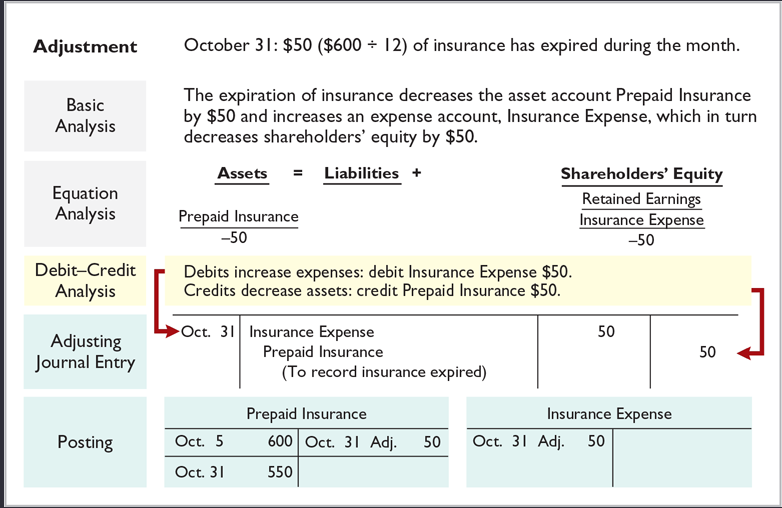 Adjustment
October 31: $50 ($600 ÷ 12) of insurance has expired during the month.
Basic
Analysis
The expiration of insurance decreases the asset account Prepaid Insurance
by $50 and increases an expense account, Insurance Expense, which in turn
decreases shareholders’ equity by $50.
Equation
Analysis
Assets = Liabilities + Shareholders’ Equity
Retained Earnings
Prepaid Insurance Insurance Expense
–50 –50
Debit–Credit
Analysis
Debits increase expenses: debit Insurance Expense $50.
Credits decrease assets: credit Prepaid Insurance $50.
Adjusting
Journal Entry
Oct. 31 Insurance Expense 50
Prepaid Insurance 50
(To record insurance expired)
Posting
Prepaid Insurance
Oct. 5 600 Oct. 31 Adj. 50
Oct. 31 550
Insurance Expense
Oct. 31 Adj. 50